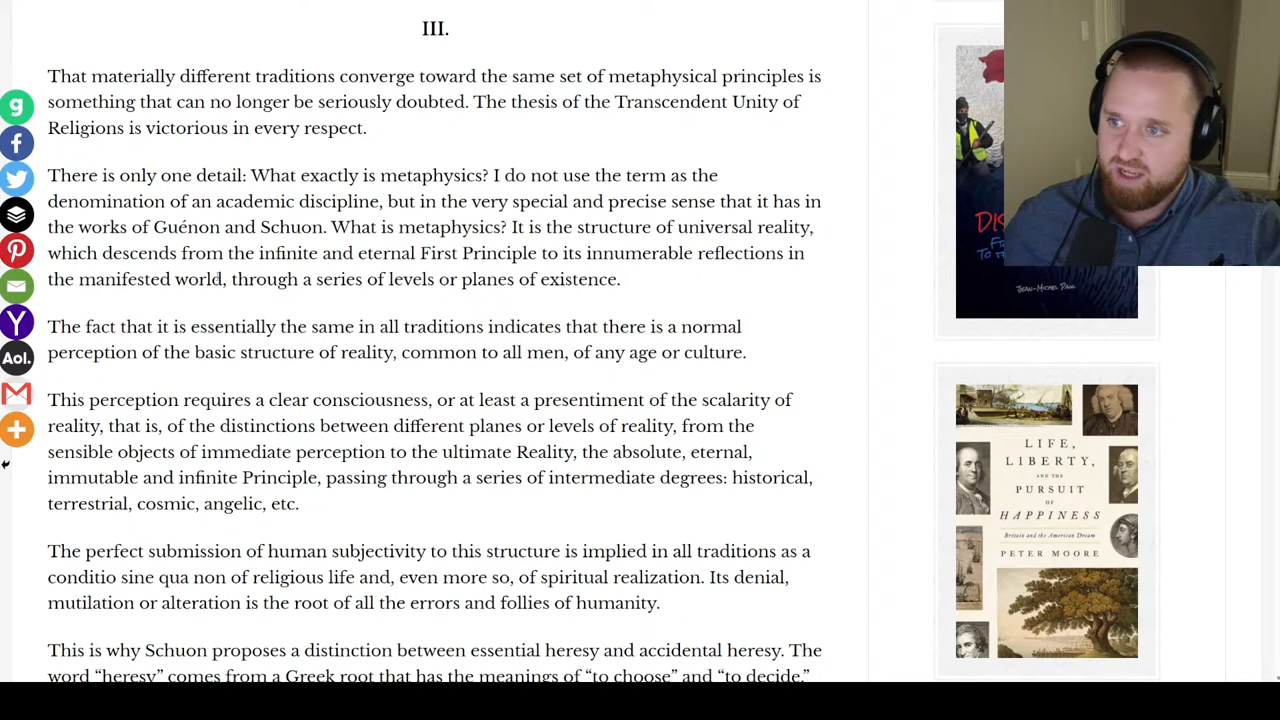 III.
That materially different traditions converge toward the same set of metaphysical principles is
something that can no longer be seriously doubted. The thesis of the Transcendent Unity of
Religions is victorious in every respect.
There is only one detail: What exactly is metaphysics? I do not use the term as the
denomination of an academic discipline, but in the very special and precise sense that it has in
the works of Guénon and Schuon. What is metaphysics? It is the structure of universal reality,
which descends from the infinite and eternal First Principle to its innumerable reflections in
the manifested world, through a series of levels or planes of existence.
The fact that it is essentially the same in all traditions indicates that there is a normal
perception of the basic structure of reality, common to all men, of any age or culture.
This perception requires a clear consciousness, or at least a presentiment of the scalarity of
reality, that is, of the distinctions between different planes or levels of reality, from the
sensible objects of immediate perception to the ultimate Reality, the absolute, eternal,
immutable and infinite Principle, passing through a series of intermediate degrees: historical,
terrestrial, cosmic, angelic, etc.
The perfect submission of human subjectivity to this structure is implied in all traditions as a
conditio sine qua non of religious life and, even more so, of spiritual realization. Its denial,
mutilation or alteration is the root of all the errors and follies of humanity.
This is why Schuon proposes a distinction between essential heresy and accidental heresy. The
word “heresy” comes from a Greek root that has the meanings of “to choose” and “to decide.”
g
f
Y
Aol.
M
DIS
TO
JEAN-MICHEL PAUL
LIFE,
LIBERTY,
AND THE
PURSUIT
OF
HAPPINESS
Britain and the American Dream
PETER MOORE